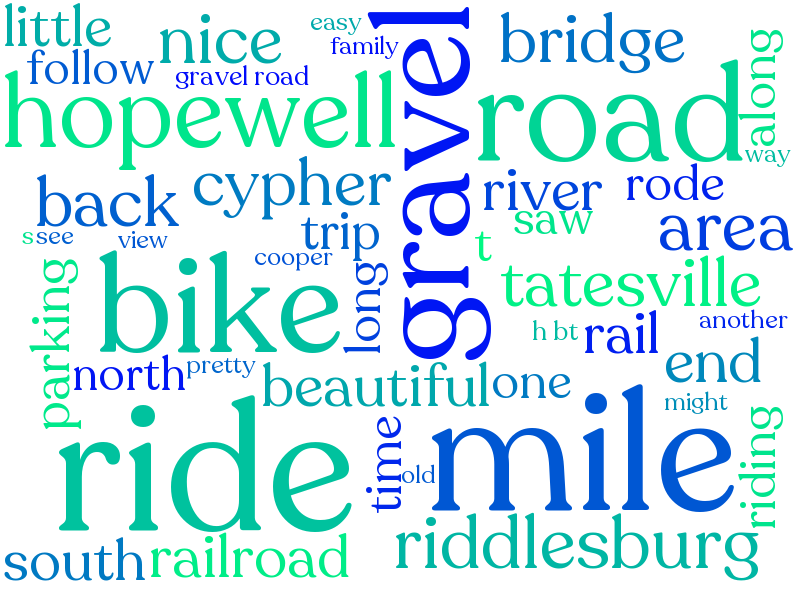 little
nice
easy
family
gravel
bridge
follow
gravel road
hopewell
road
along
way
back
cypher
river
rode
trip
saw
area
s
see
view
t
cooper
parking
bike
long
tatesville
h bt
rail
another
north
pretty
beautiful
one
end
might
ride
time
old
mile
riding
south
railroad
riddlesburg